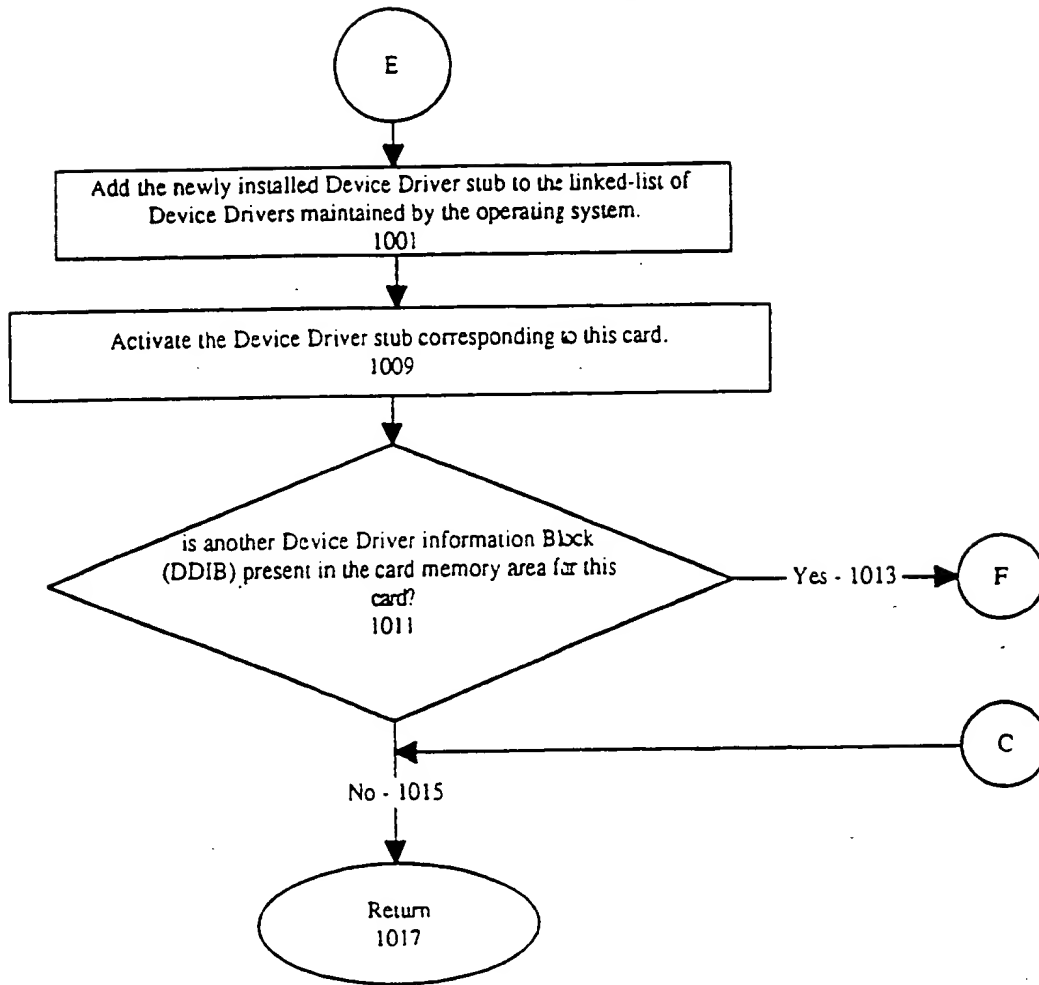 E
Add the newly installed Device Driver stub to the linked-list of
Device Drivers maintained by the operating system.
1001
Activate the Device Driver stub corresponding to this card.
1009
is another Device Driver information Block
(DDIB) present in the card memory area for this
card?
1011
Yes - 1013
F
C
No - 1015
Return
1017